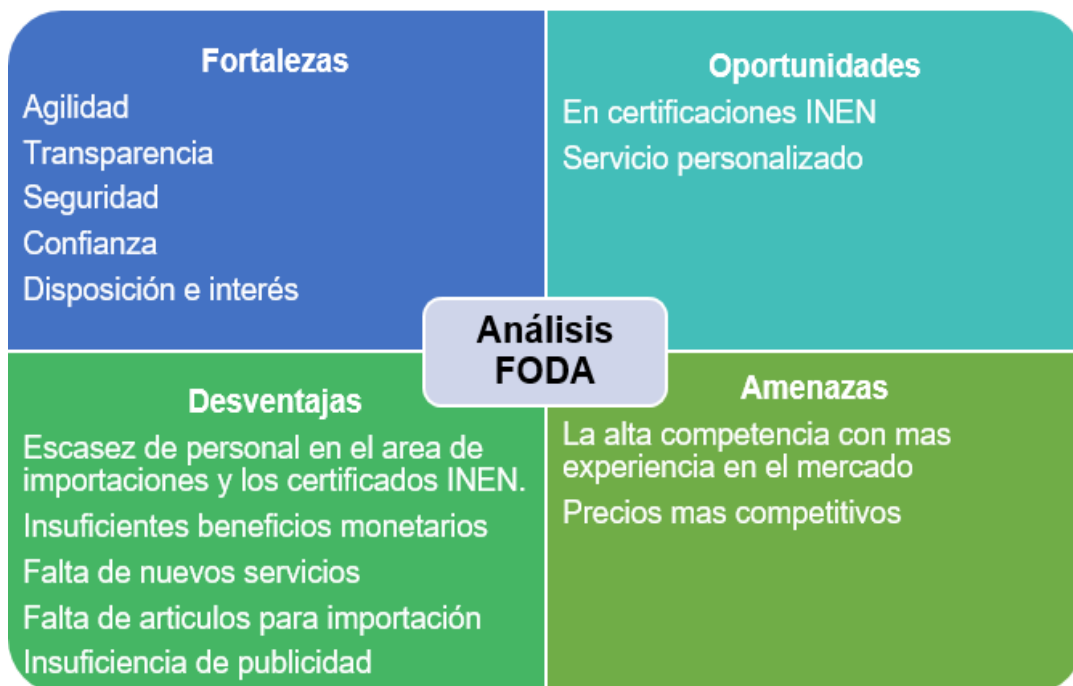 Fortalezas
Agilidad
Transparencia
Seguridad
Confianza
Disposición e interés
Oportunidades
En certificaciones INEN
Servicio personalizado
Análisis
FODA
Desventajas
Escasez de personal en el area de
importaciones y los certificados INEN.
Insuficientes beneficios monetarios
Falta de nuevos servicios
Falta de articulos para importación
Insuficiencia de publicidad
Amenazas
La alta competencia con mas
experiencia en el mercado
Precios mas competitivos